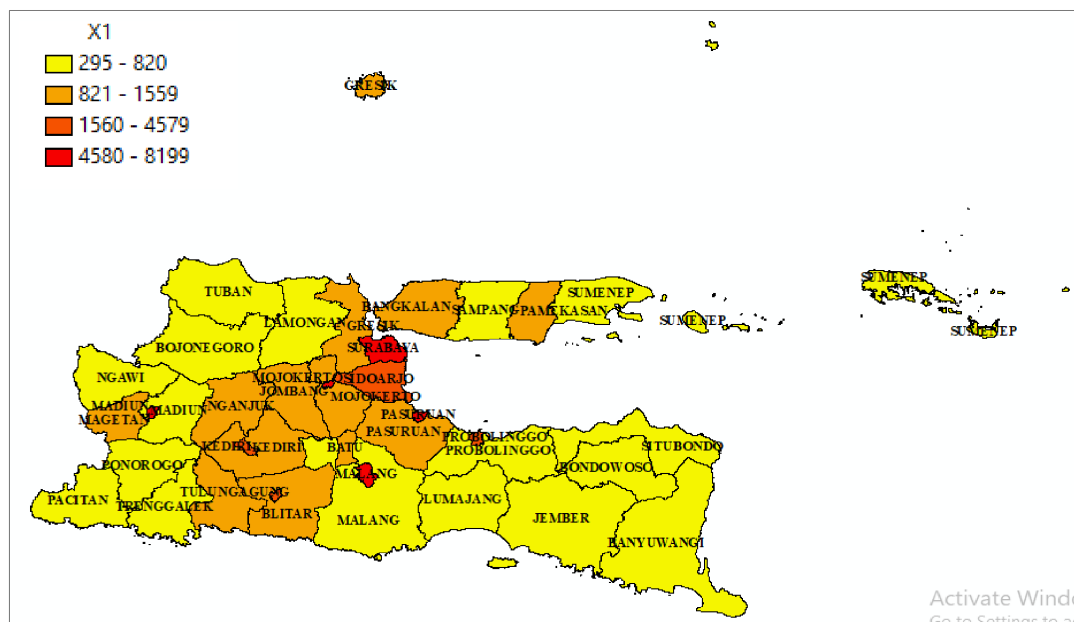 X1
295 - 820
821 - 1559
1560 - 4579
4580 - 8199
GRESIK
SUMENEP
TUBAN
SUMENEP
BANGKALAN
SAMPANG
PAMEKASAN
LAMONGAN
GRESIK
SUMENEP
SUMENEP
BOJONEGORO
SURABAYA
NGAWI
MOJOKERTO
SIDOARJO
JOMBANG
MOJOKERTO
MADIUN
MADIUN
NGANJUK
MAGETAN
PASURUAN
PASURUAN
KEDIRI
KEDIRI
BATU
PROBOLINGGO
PROBOLINGGO
SITUBONDO
PONOROGO
BONDOWOSO
MALANG
PACITAN
TRENGGALEK
TULUNGAGUNG
BLITAR
MALANG
LUMAJANG
JEMBER
BANYUWANGI
Activate Windo